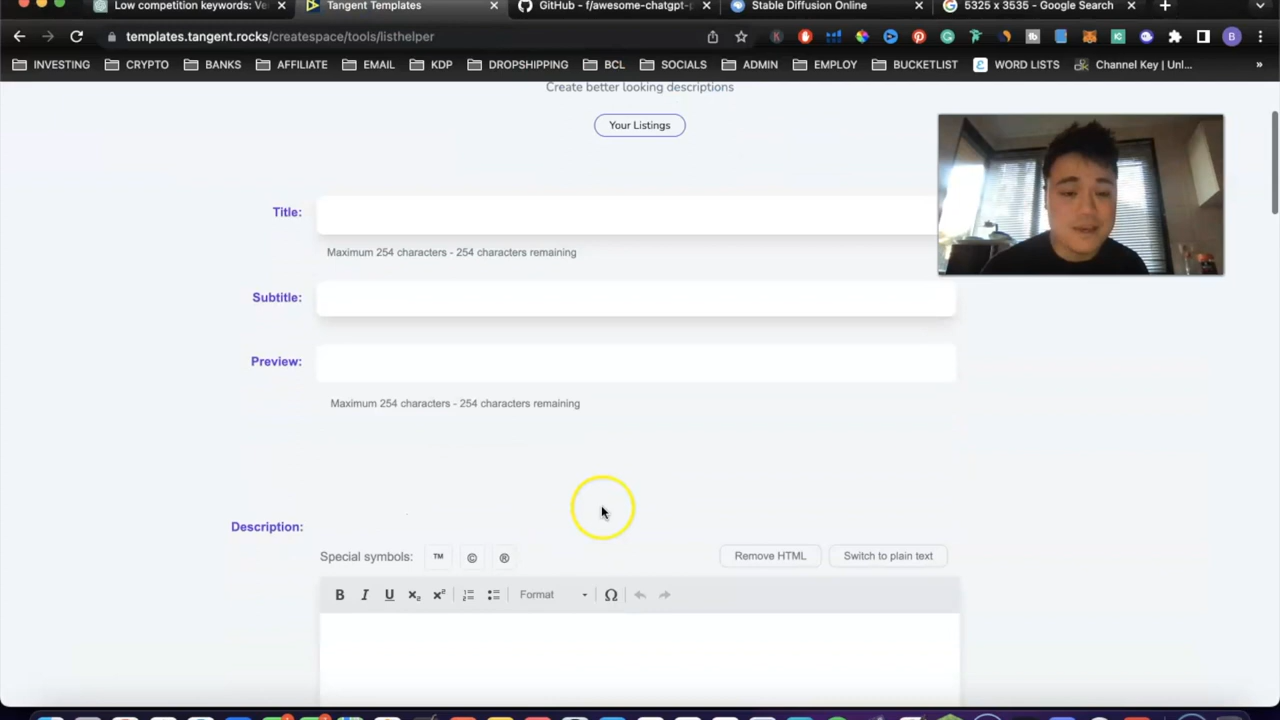 Low competition keywords: Ve
Tangent Templates
GitHub - f/awesome-chatgpt-
Stable Diffusion Online
5325 x 3535 - Google Search
templates.tangent.rocks/createspace/tools/listhelper
INVESTING CRYPTO BANKS AFFILIATE EMAIL KDP DROPSHIPPING BCL SOCIALS ADMIN EMPLOY BUCKETLIST WORD LISTS Channel Key | Unl... »
Create better looking descriptions
Your Listings
Title:
Maximum 254 characters - 254 characters remaining
Subtitle:
Preview:
Maximum 254 characters - 254 characters remaining
Description:
Special symbols: ™ © ® Remove HTML Switch to plain text
B I U x₂ x² Format Ω